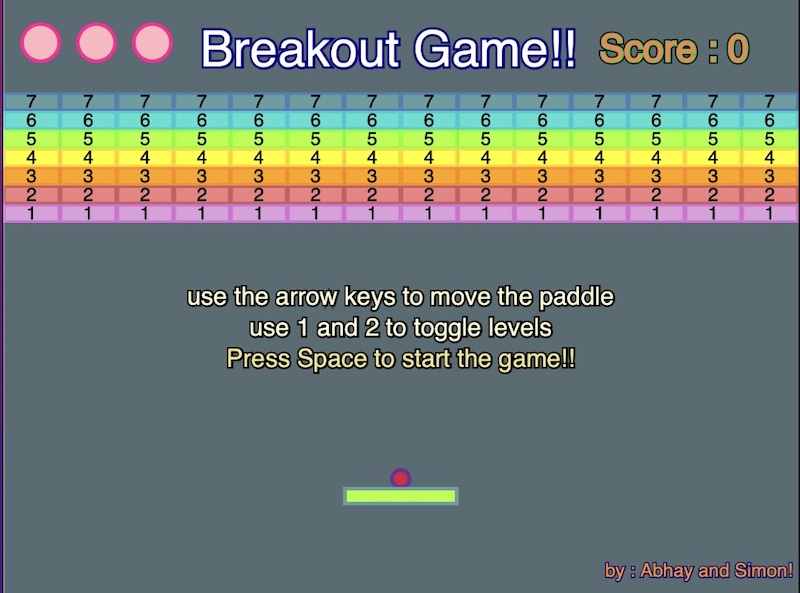 Breakout Game!! Score : 0
7 7 7 7 7 7 7 7 7 7 7 7 7 7
6 6 6 6 6 6 6 6 6 6 6 6 6 6
5 5 5 5 5 5 5 5 5 5 5 5 5 5
4 4 4 4 4 4 4 4 4 4 4 4 4 4
3 3 3 3 3 3 3 3 3 3 3 3 3 3
2 2 2 2 2 2 2 2 2 2 2 2 2 2
1 1 1 1 1 1 1 1 1 1 1 1 1 1
use the arrow keys to move the paddle
use 1 and 2 to toggle levels
Press Space to start the game!!
by : Abhay and Simon!